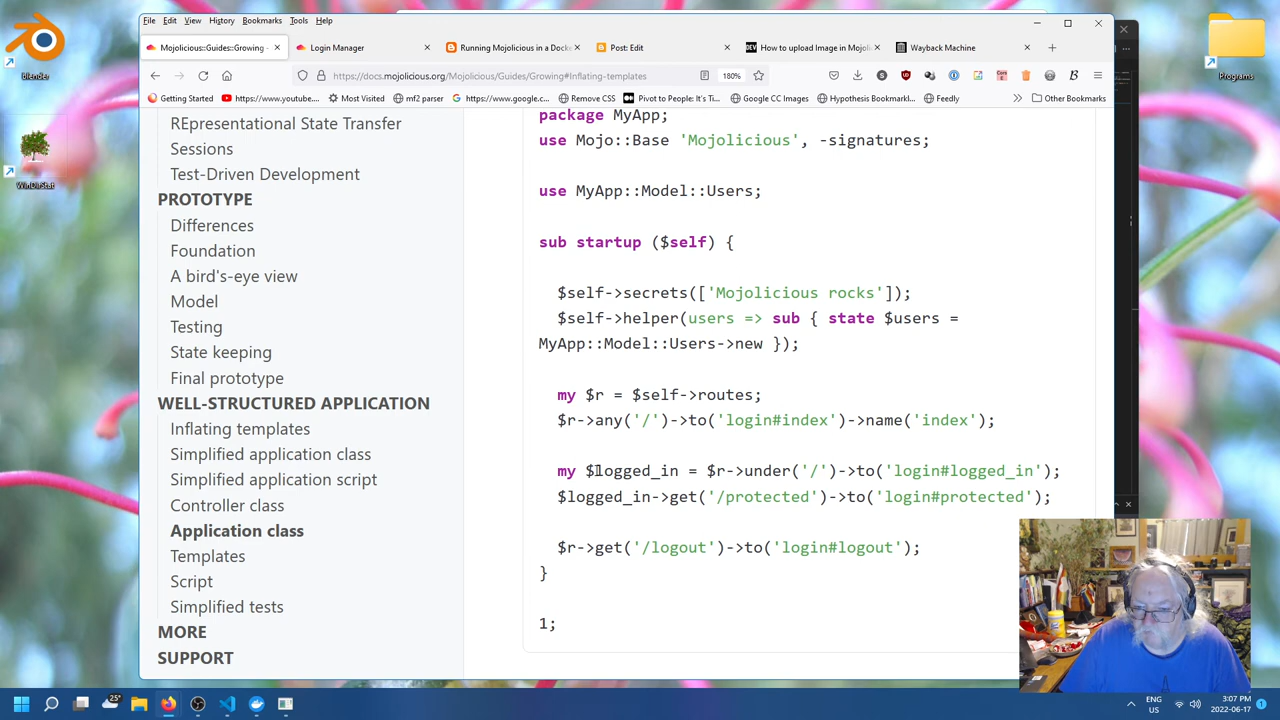 File Edit View History Bookmarks Tools Help
Mojolicious::Guides::Growing -
Login Manager
Running Mojolicious in a Docke
Post: Edit
DEV How to upload Image in Mojoli
Wayback Machine
https://docs.mojolicious.org/Mojolicious/Guides/Growing#Inflating-templates
180%
Getting Started
https://www.youtube....
Most Visited
mf2 parser
https://www.google.c...
Remove CSS
Pivot to People: It's Ti...
Google CC Images
Hypothesis Bookmarkl...
Feedly
Other Bookmarks
Blender
WinDirStat
Programs
REpresentational State Transfer
Sessions
Test-Driven Development
PROTOTYPE
Differences
Foundation
A bird's-eye view
Model
Testing
State keeping
Final prototype
WELL-STRUCTURED APPLICATION
Inflating templates
Simplified application class
Simplified application script
Controller class
Application class
Templates
Script
Simplified tests
MORE
SUPPORT
package MyApp;
use Mojo::Base 'Mojolicious', -signatures;
use MyApp::Model::Users;
sub startup ($self) {
$self->secrets(['Mojolicious rocks']);
$self->helper(users => sub { state $users =
MyApp::Model::Users->new });
my $r = $self->routes;
$r->any('/')->to('login#index')->name('index');
my $logged_in = $r->under('/')->to('login#logged_in');
$logged_in->get('/protected')->to('login#protected');
$r->get('/logout')->to('login#logout');
}
1;
25°
ENG
US
3:07 PM
2022-06-17